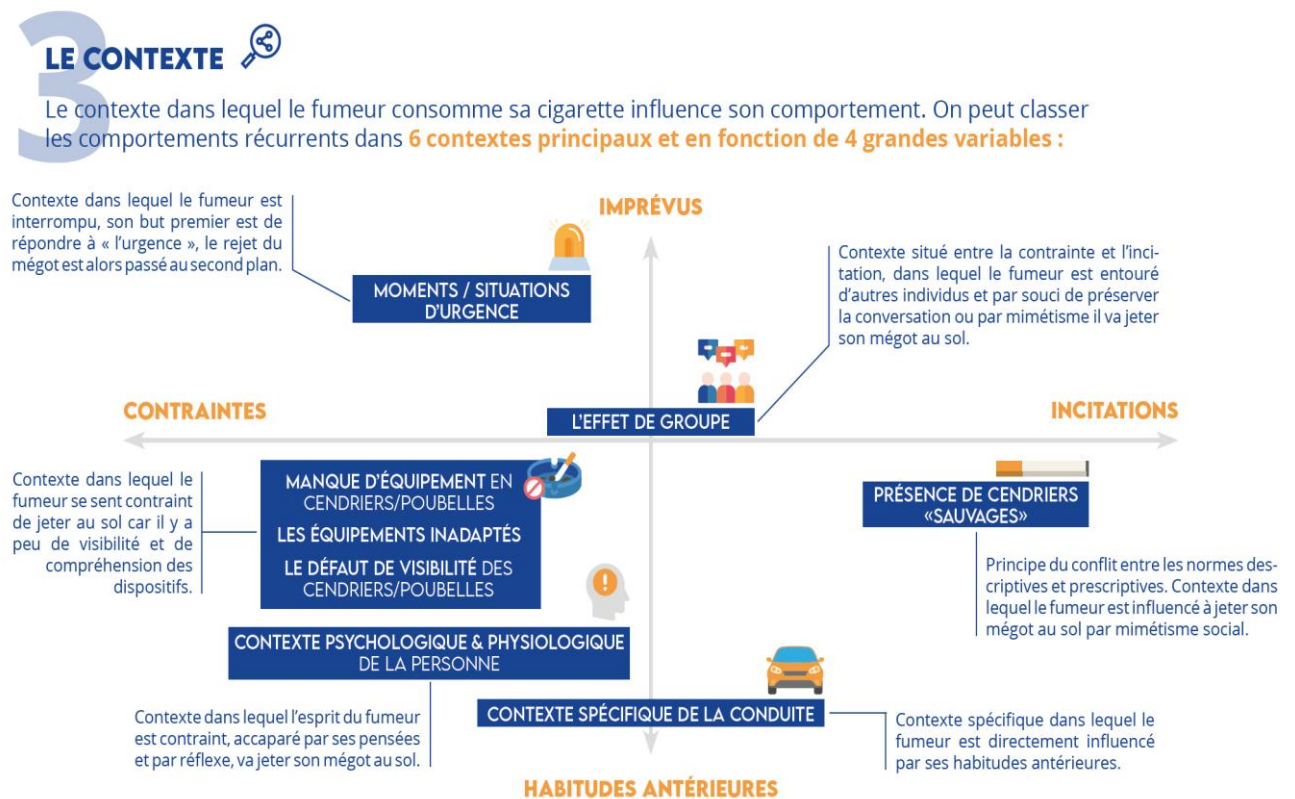 3
LE CONTEXTE
Le contexte dans lequel le fumeur consomme sa cigarette influence son comportement. On peut classer
les comportements récurrents dans 6 contextes principaux et en fonction de 4 grandes variables :
Contexte dans lequel le fumeur est
interrompu, son but premier est de
répondre à « l’urgence », le rejet du
mégot est alors passé au second plan.
IMPRÉVUS
MOMENTS / SITUATIONS
D’URGENCE
Contexte situé entre la contrainte et l’inci-
tation, dans lequel le fumeur est entouré
d’autres individus et par souci de préserver
la conversation ou par mimétisme il va jeter
son mégot au sol.
CONTRAINTES
L’EFFET DE GROUPE
INCITATIONS
Contexte dans lequel le
fumeur se sent contraint
de jeter au sol car il y a
peu de visibilité et de
compréhension des
dispositifs.
MANQUE D’ÉQUIPEMENT EN
CENDRIERS/POUBELLES
LES ÉQUIPEMENTS INADAPTÉS
LE DÉFAUT DE VISIBILITÉ DES
CENDRIERS/POUBELLES
PRÉSENCE DE CENDRIERS
«SAUVAGES»
Principe du conflit entre les normes des-
criptives et prescriptives. Contexte dans
lequel le fumeur est influencé à jeter son
mégot au sol par mimétisme social.
CONTEXTE PSYCHOLOGIQUE & PHYSIOLOGIQUE
DE LA PERSONNE
Contexte dans lequel l’esprit du fumeur
est contraint, accaparé par ses pensées
et par réflexe, va jeter son mégot au sol.
CONTEXTE SPÉCIFIQUE DE LA CONDUITE
Contexte spécifique dans lequel le
fumeur est directement influencé
par ses habitudes antérieures.
HABITUDES ANTÉRIEURES